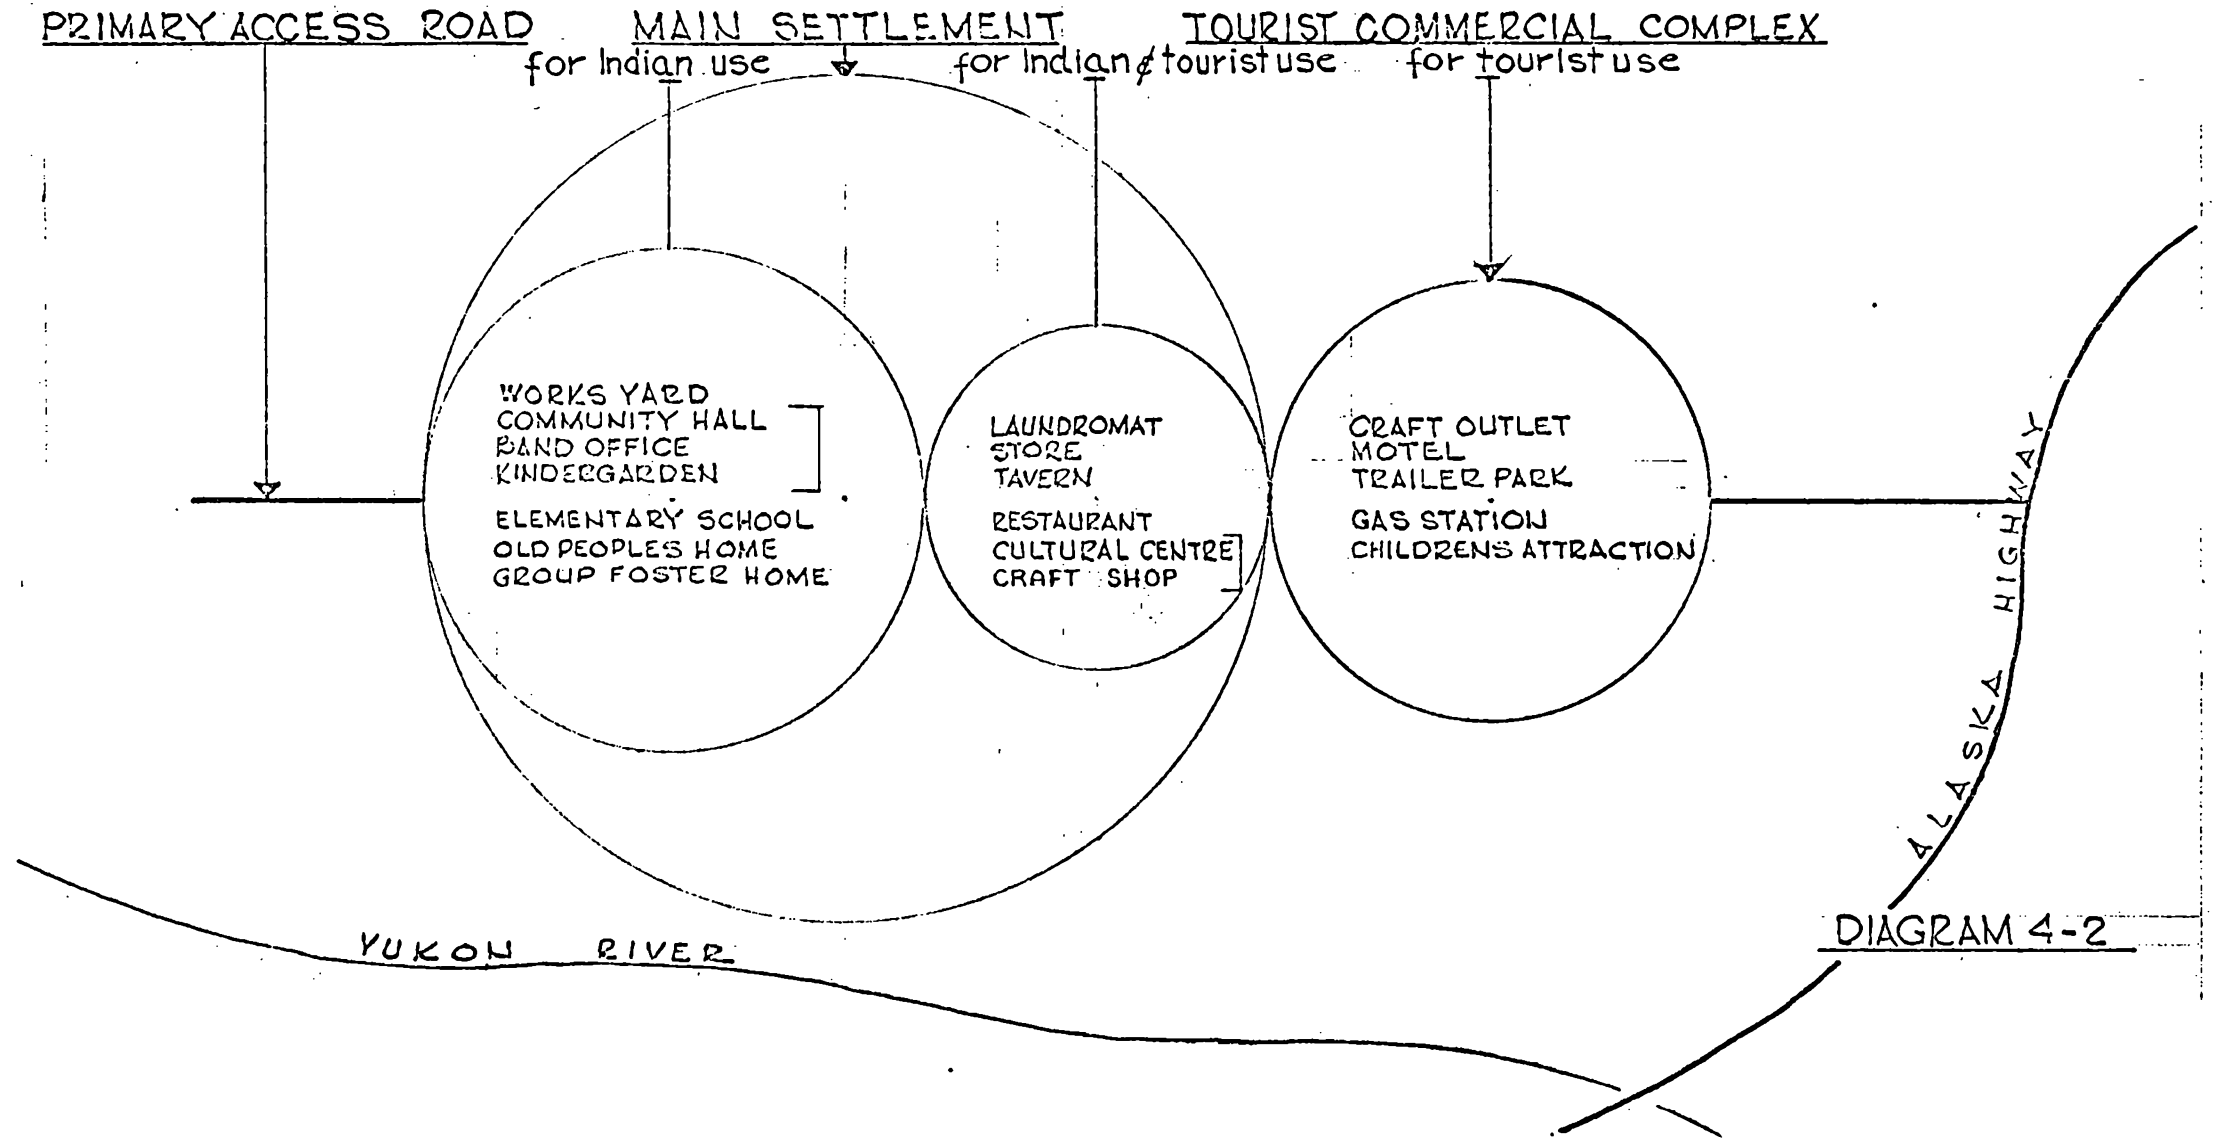 PRIMARY ACCESS ROAD
MAIN SETTLEMENT
TOURIST COMMERCIAL COMPLEX
for Indian use
for Indian & tourist use
for tourist use
WORKS YARD
COMMUNITY HALL
BAND OFFICE
KINDERGARDEN
ELEMENTARY SCHOOL
OLD PEOPLES HOME
GROUP FOSTER HOME
LAUNDROMAT
STORE
TAVERN
RESTAURANT
CULTURAL CENTRE
CRAFT SHOP
CRAFT OUTLET
MOTEL
TRAILER PARK
GAS STATION
CHILDRENS ATTRACTION
ALASKA HIGHWAY
YUKON RIVER
DIAGRAM 4-2